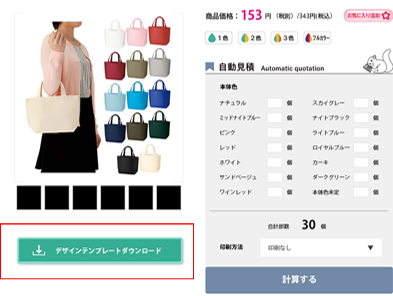 商品価格：153 円 （税別）/343円(税込)
お気に入り追加
1色 2色 3色 フルカラー
自動見積 Automatic quotation
本体色
ナチュラル 個 スカイグレー 個
ミッドナイトブルー 個 ナイトブラック 個
ピンク 個 ライトブルー 個
レッド 個 ロイヤルブルー 個
ホワイト 個 カーキ 個
サンドベージュ 個 ダークグリーン 個
ワインレッド 個 本体色未定 個
合計部数 30 個
印刷方法 印刷なし ▼
計算する
デザインテンプレートダウンロード